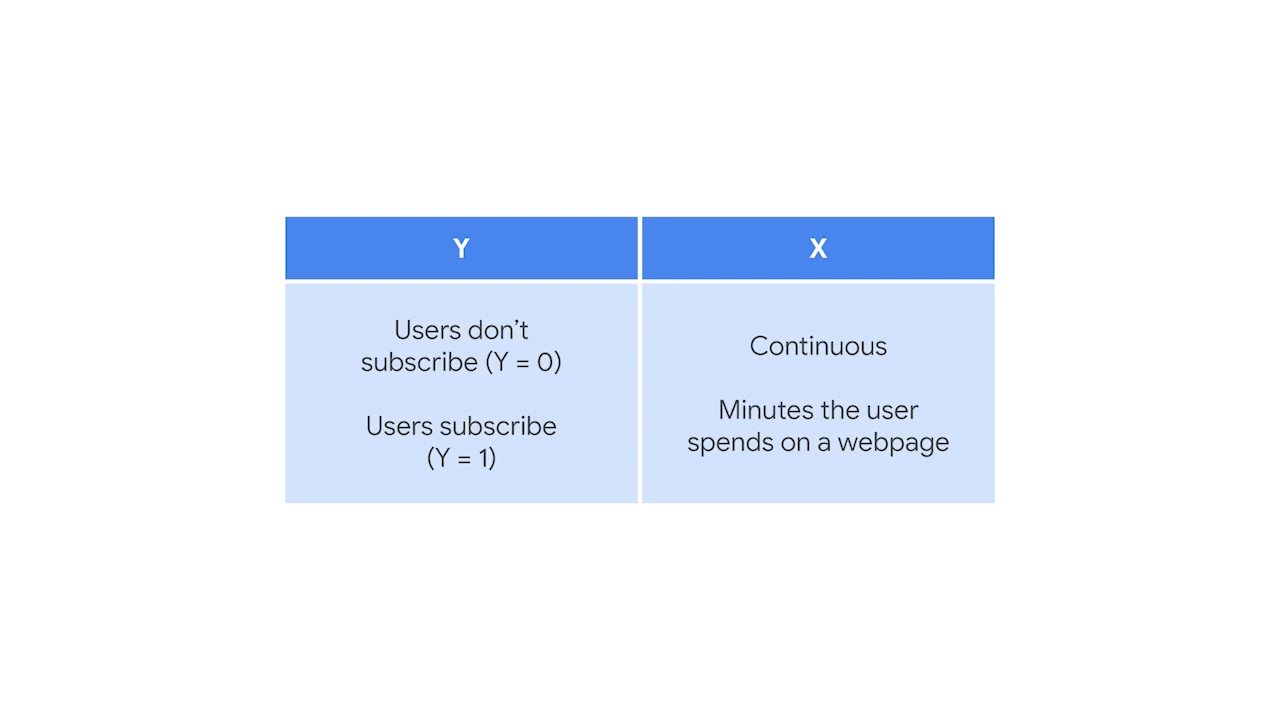 Y
X
Users don’t
subscribe (Y = 0)
Users subscribe
(Y = 1)
Continuous
Minutes the user
spends on a webpage